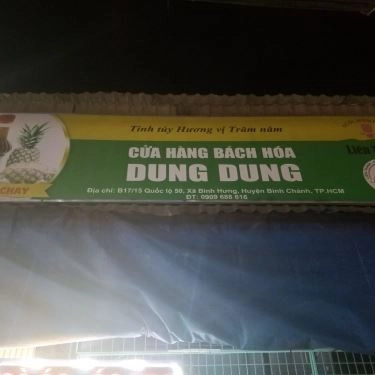 Tinh túy Hương vị Trăm năm
CỬA HÀNG BÁCH HÓA
DUNG DUNG
Địa chỉ: B17/15 Quốc lộ 50, Xã Bình Hưng, Huyện Bình Chánh, TP.HCM
ĐT: 0909 688 616
CHAY
Liên